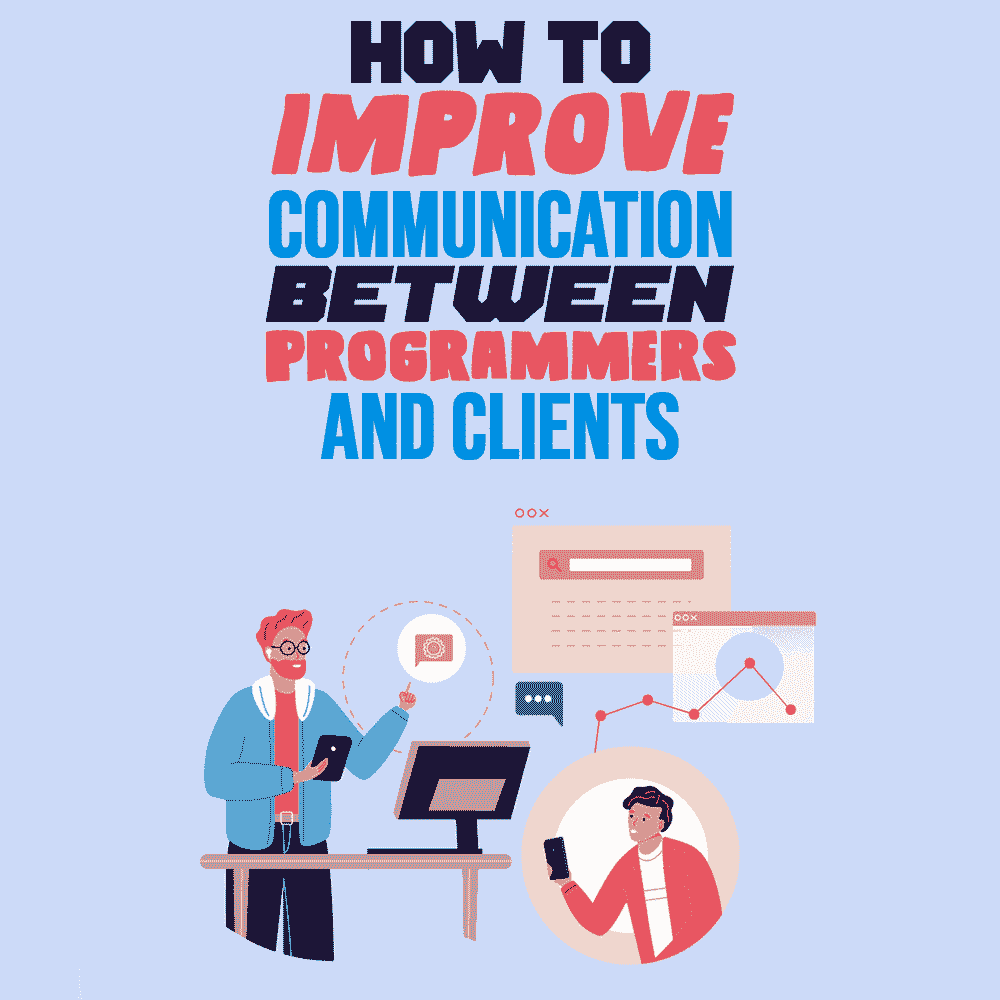 HOW TO
IMPROVE
COMMUNICATION
BETWEEN
PROGRAMMERS
AND CLIENTS